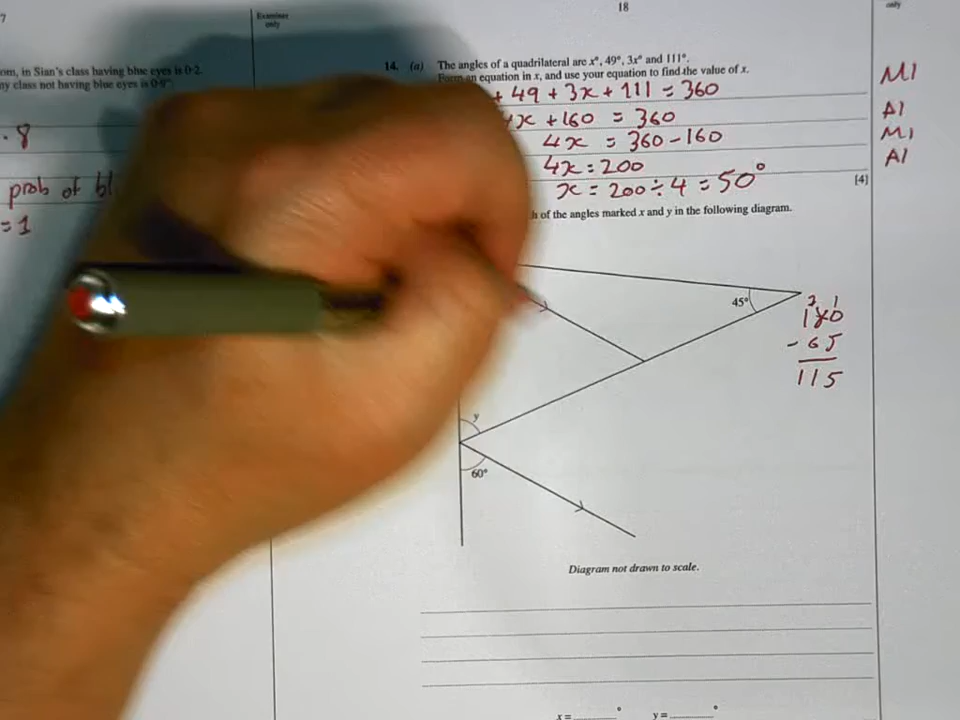 7
Examiner only
18
only
14. (a) The angles of a quadrilateral are x°, 49°, 3x° and 111°.
an equation in x, and use your equation to find the value of x.
om, in Sian's class having blue eyes is 0·2.
ny class not having blue eyes is 0·9
+ 49 + 3x + 111 = 360
x + 160 = 360
4x = 360 - 160
4x = 200
x = 200 ÷ 4 = 50°
M1
A1
M1
A1
[4]
. 8
prob of bl
= 1
of the angles marked x and y in the following diagram.
45°
180
- 65
115
y
60°
Diagram not drawn to scale.
x = ° y = °